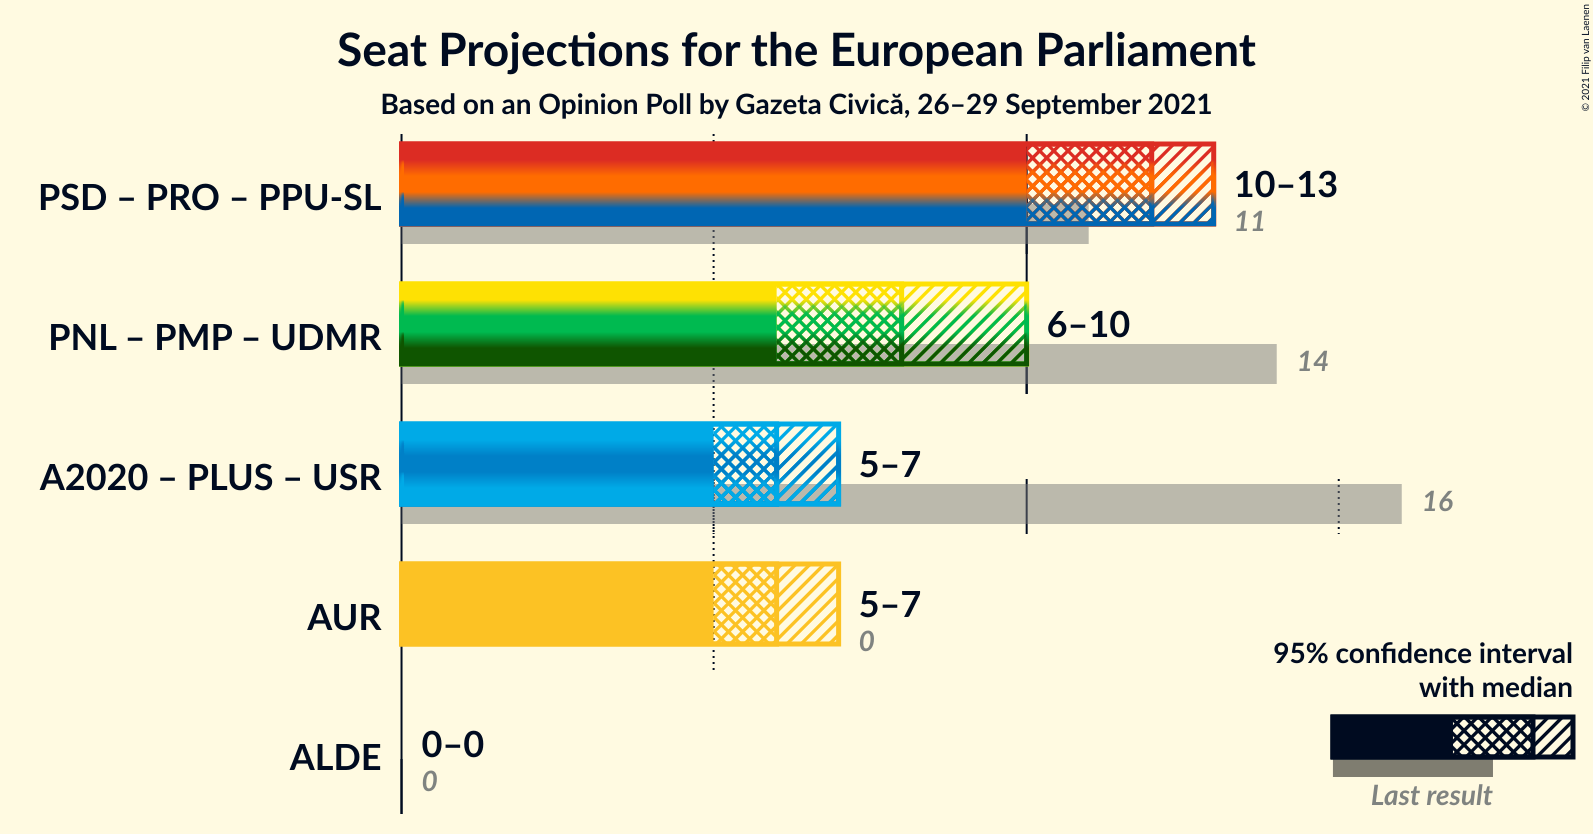 Seat Projections for the European Parliament
Based on an Opinion Poll by Gazeta Civică, 26–29 September 2021
© 2021 Filip van Laenen
PSD – PRO – PPU-SL
10–13
11
PNL – PMP – UDMR
6–10
14
A2020 – PLUS – USR
5–7
16
AUR
5–7
0
ALDE
0–0
0
95% confidence interval
with median
Last result